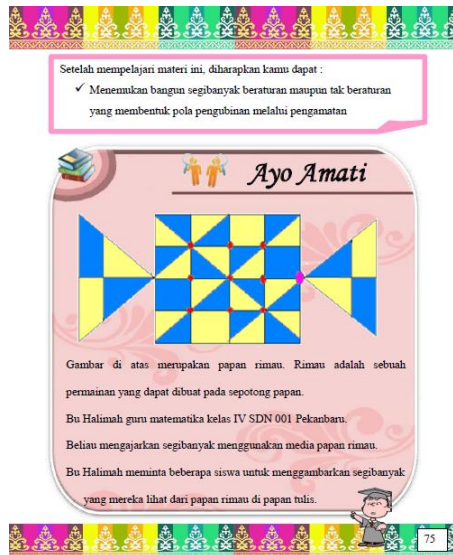 Setelah mempelajari materi ini, diharapkan kamu dapat :
✓ Menemukan bangun segibanyak beraturan maupun tak beraturan
yang membentuk pola pengubinan melalui pengamatan
Ayo Amati
Gambar di atas merupakan papan rimau. Rimau adalah sebuah
permainan yang dapat dibuat pada sepotong papan.
Bu Halimah guru matematika kelas IV SDN 001 Pekanbaru.
Beliau mengajarkan segibanyak menggunakan media papan rimau.
Bu Halimah meminta beberapa siswa untuk menggambarkan segibanyak
yang mereka lihat dari papan rimau di papan tulis.
75